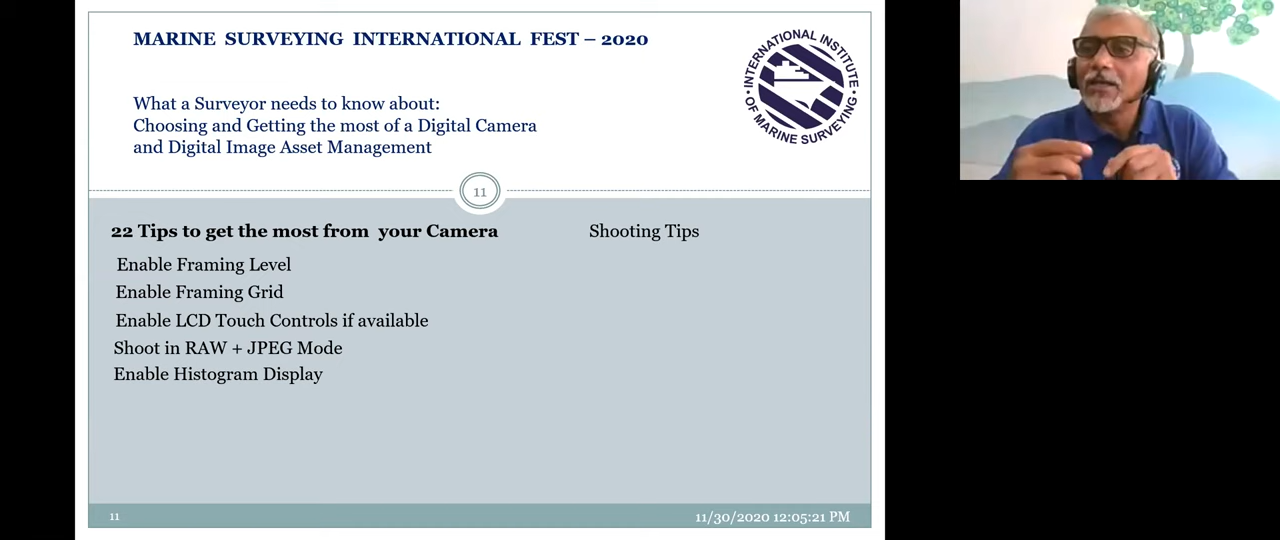 MARINE SURVEYING INTERNATIONAL FEST – 2020
INTERNATIONAL INSTITUTE
OF MARINE SURVEYING
What a Surveyor needs to know about:
Choosing and Getting the most of a Digital Camera
and Digital Image Asset Management
11
22 Tips to get the most from your Camera
Shooting Tips
Enable Framing Level
Enable Framing Grid
Enable LCD Touch Controls if available
Shoot in RAW + JPEG Mode
Enable Histogram Display
11
11/30/2020 12:05:21 PM